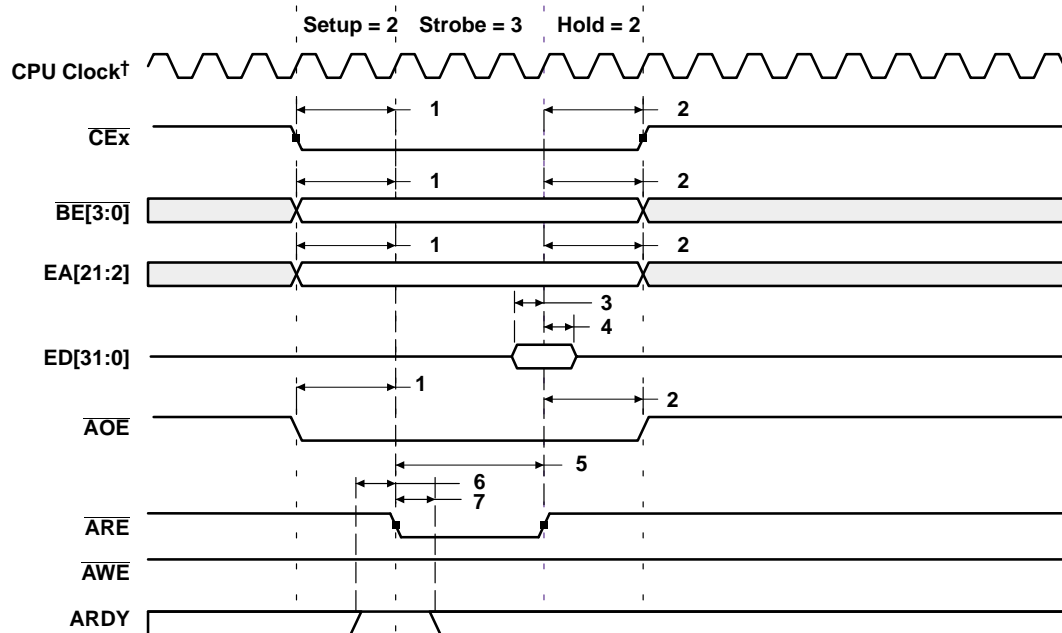 Setup = 2 Strobe = 3 Hold = 2
CPU Clock†
1 2
CEx
1 2
BE[3:0]
1 2
EA[21:2]
3
4
ED[31:0]
1
2
AOE
5
6
7
ARE
AWE
ARDY